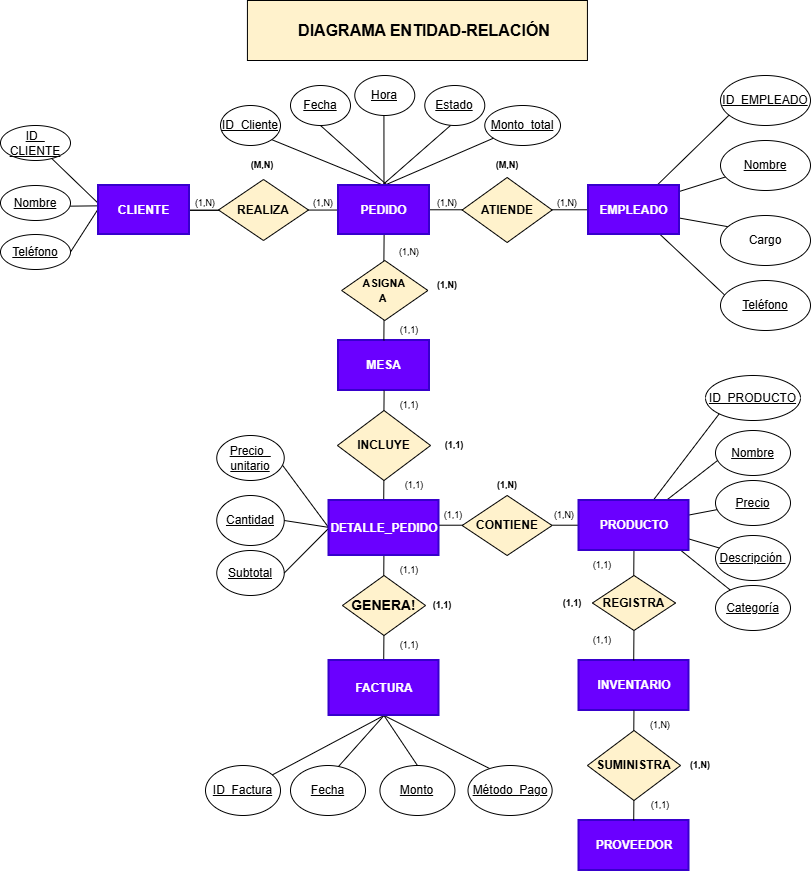 DIAGRAMA ENTIDAD-RELACIÓN
Hora
Fecha
Estado
ID_EMPLEADO
ID_Cliente
Monto_total
ID_
CLIENTE
(M,N)
(M,N)
Nombre
Nombre
CLIENTE
(1,N)
REALIZA
(1,N)
PEDIDO
(1,N)
ATIENDE
(1,N)
EMPLEADO
Cargo
Teléfono
(1,N)
ASIGN
A
(1,N)
Teléfono
(1,1)
MESA
(1,1)
ID_PRODUCTO
INCLUYE
(1,1)
Precio_
unitario
Nombre
(1,1)
(1,N)
Precio
Cantidad
DETALLE_PEDIDO
(1,1)
CONTIENE
(1,N)
PRODUCTO
Descripción
Subtotal
(1,1)
(1,1)
GENERA!
(1,1)
(1,1)
REGISTRA
Categoría
(1,1)
(1,1)
FACTURA
INVENTARIO
(1,N)
SUMINISTRA
(1,N)
ID_Factura
Fecha
Monto
Método_Pago
(1,1)
PROVEEDOR